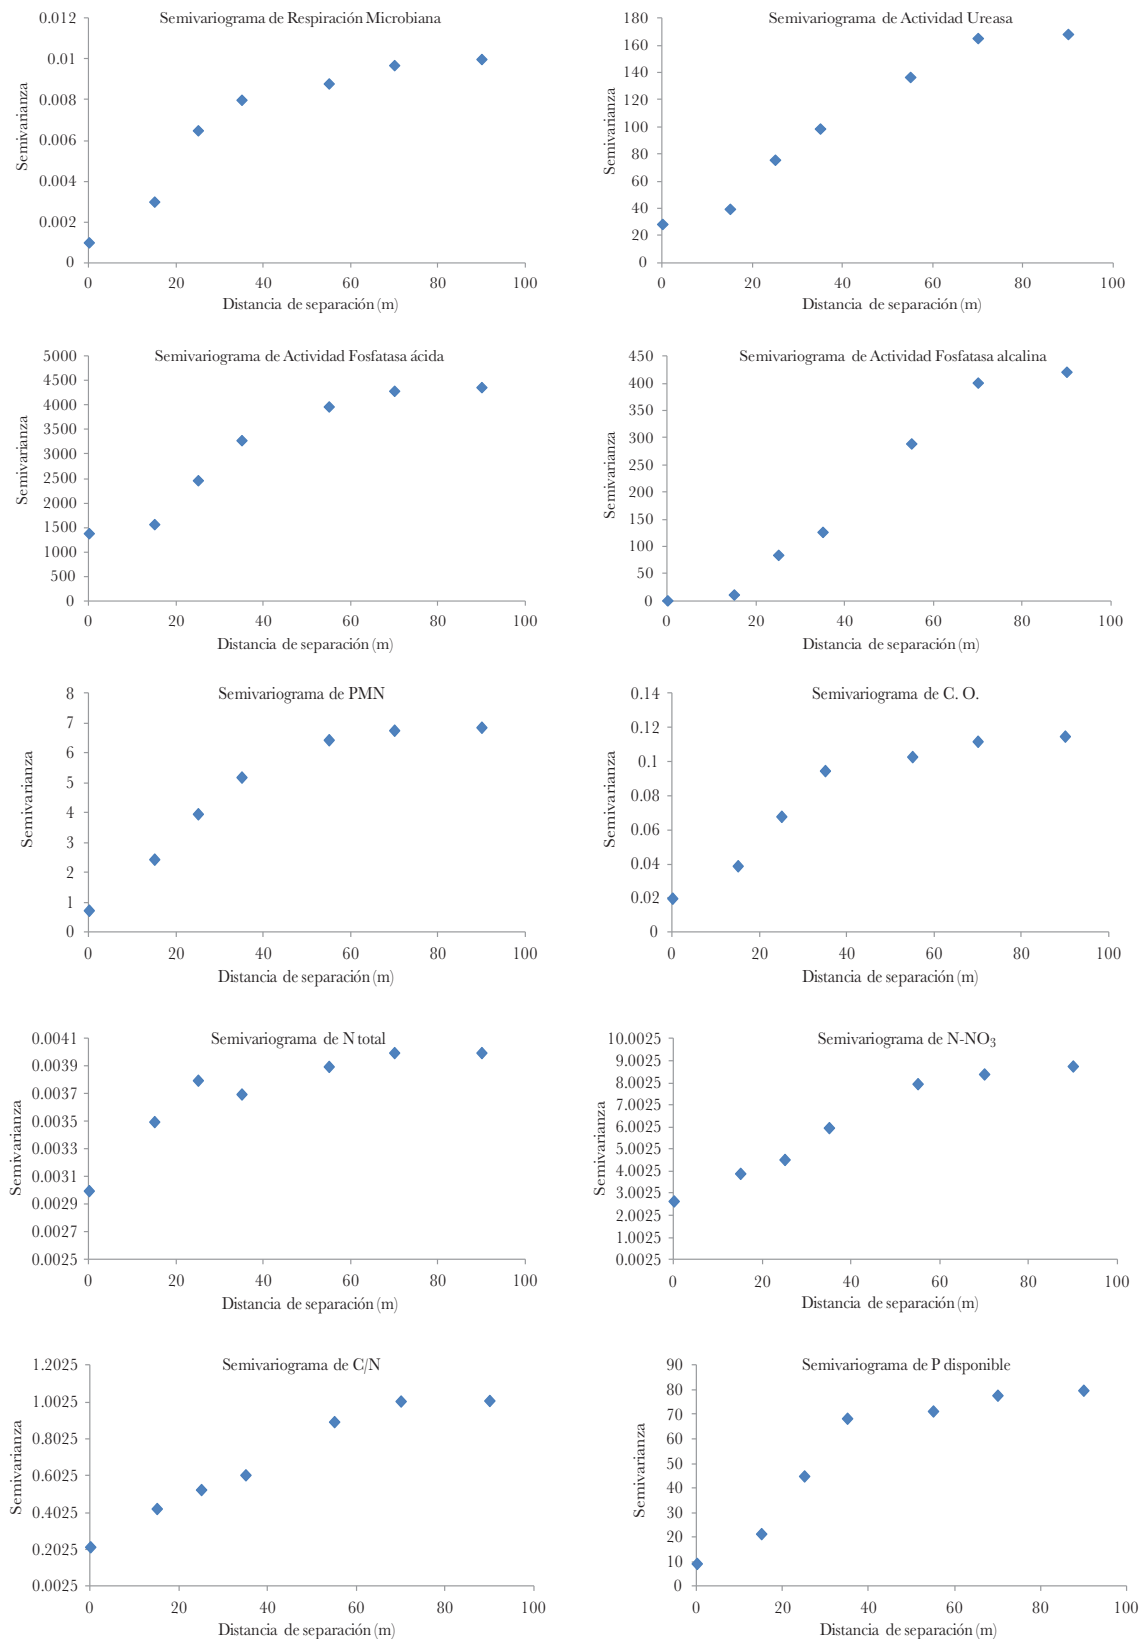 Semivariograma de Respiración Microbiana
Semivarianza
0.012
0.01
0.008
0.006
0.004
0.002
0
0 20 40 60 80 100
Distancia de separación (m)
Semivariograma de Actividad Ureasa
Semivarianza
180
160
140
120
100
80
60
40
20
0
0 20 40 60 80 100
Distancia de separación (m)
Semivariograma de Actividad Fosfatasa ácida
Semivarianza
5000
4500
4000
3500
3000
2500
2000
1500
1000
500
0
0 20 40 60 80 100
Distancia de separación (m)
Semivariograma de Actividad Fosfatasa alcalina
Semivarianza
450
400
350
300
250
200
150
100
50
0
0 20 40 60 80 100
Distancia de separación (m)
Semivariograma de PMN
Semivarianza
8
7
6
5
4
3
2
1
0
0 20 40 60 80 100
Distancia de separación (m)
Semivariograma de C. O.
Semivarianza
0.14
0.12
0.1
0.08
0.06
0.04
0.02
0
0 20 40 60 80 100
Distancia de separación (m)
Semivariograma de N total
Semivarianza
0.0041
0.0039
0.0037
0.0035
0.0033
0.0031
0.0029
0.0027
0.0025
0 20 40 60 80 100
Distancia de separación (m)
Semivariograma de N-NO₃
Semivarianza
10.0025
9.0025
8.0025
7.0025
6.0025
5.0025
4.0025
3.0025
2.0025
1.0025
0.0025
0 20 40 60 80 100
Distancia de separación (m)
Semivariograma de C/N
Semivarianza
1.2025
1.0025
0.8025
0.6025
0.4025
0.2025
0.0025
0 20 40 60 80 100
Distancia de separación (m)
Semivariograma de P disponible
Semivarianza
90
80
70
60
50
40
30
20
10
0
0 20 40 60 80 100
Distancia de separación (m)